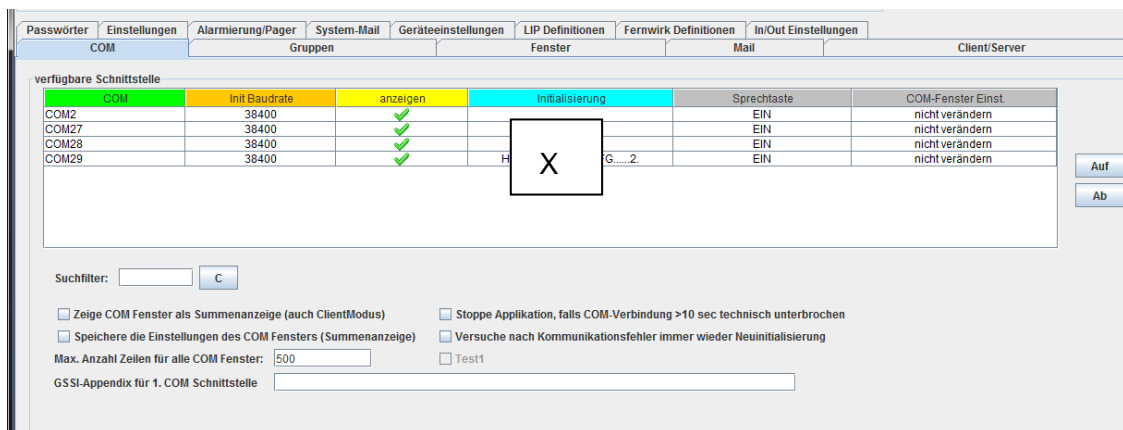 Passwörter Einstellungen Alarmierung/Pager System-Mail Geräteeinstellungen LIP Definitionen Fernwirk Definitionen In/Out Einstellungen
COM Gruppen Fenster Mail Client/Server
verfügbare Schnittstelle
COM Init Baudrate anzeigen Initialisierung Sprechtaste COM-Fenster Einst.
COM2 38400 EIN nicht verändern
COM27 38400 EIN nicht verändern
COM28 38400 EIN nicht verändern
COM29 38400 EIN nicht verändern
X
Auf
Ab
Suchfilter: C
Zeige COM Fenster als Summenanzeige (auch ClientModus) Stoppe Applikation, falls COM-Verbindung >10 sec technisch unterbrochen
Speichere die Einstellungen des COM Fensters (Summenanzeige) Versuche nach Kommunikationsfehler immer wieder Neuinitialisierung
Max. Anzahl Zeilen für alle COM Fenster: 500 Test1
GSSI-Appendix für 1. COM Schnittstelle